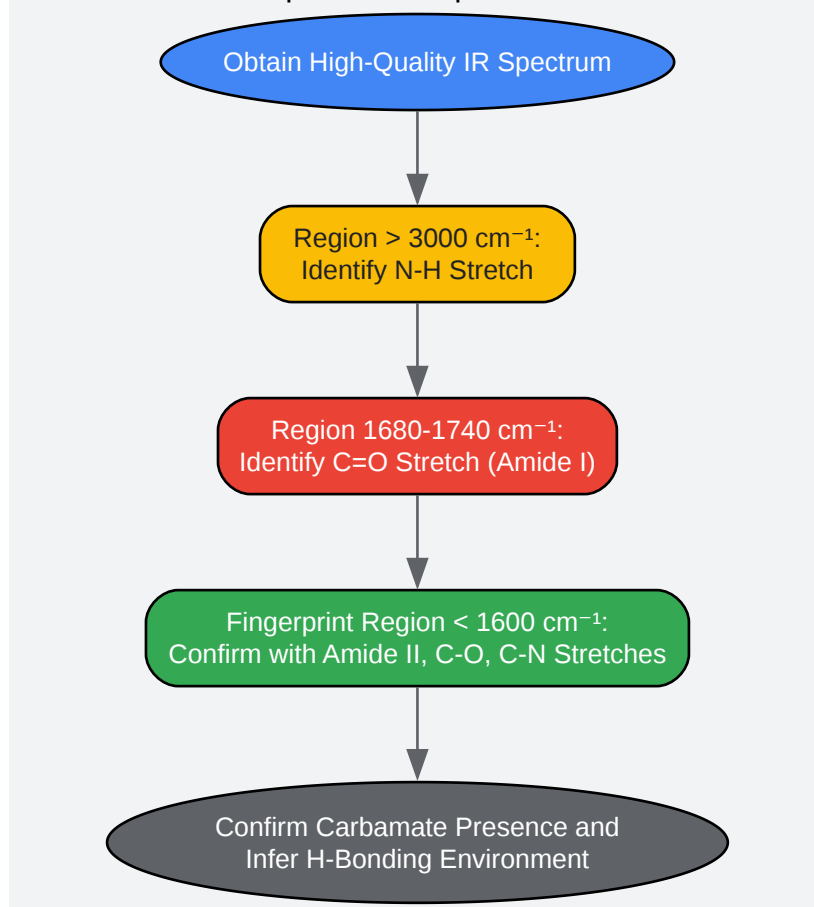 Obtain High-Quality IR Spectrum
Region > 3000 cm⁻¹:
Identify N-H Stretch
Region 1680-1740 cm⁻¹:
Identify C=O Stretch (Amide I)
Fingerprint Region < 1600 cm⁻¹:
Confirm with Amide II, C-O, C-N Stretches
Confirm Carbamate Presence and
Infer H-Bonding Environment